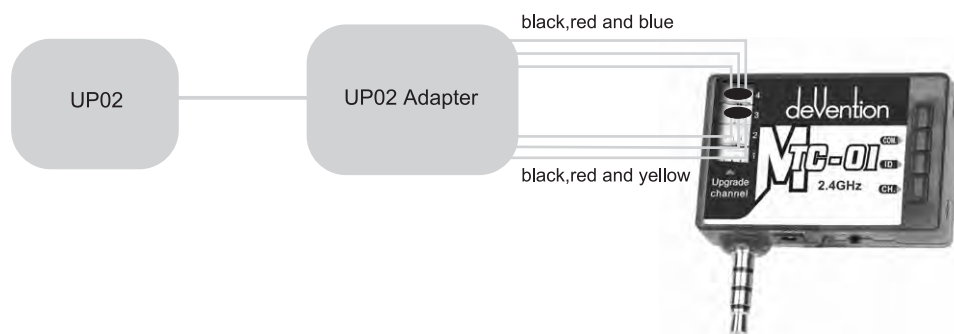 black,red and blue
UP02
UP02 Adapter
black,red and yellow
4
3
2
1
Upgrade
channel
deVention
MTC-01
2.4GHz
COM
ID
CH.